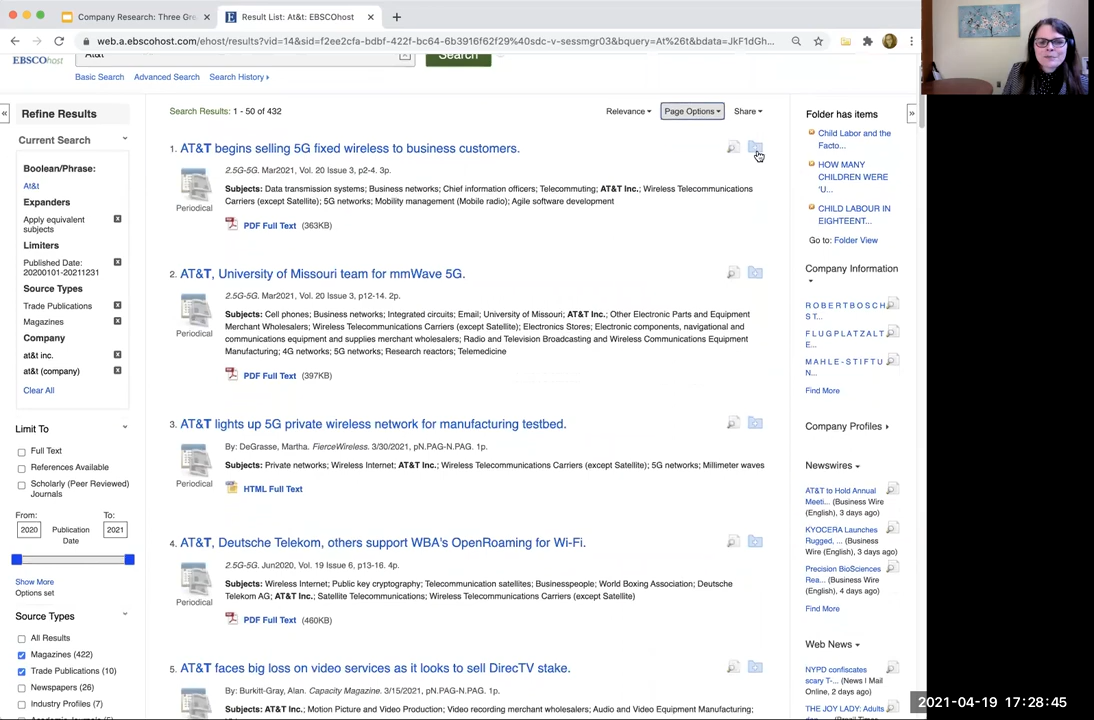 Company Research: Three Gre
Result List: At&t: EBSCOhost
web.a.ebscohost.com/ehost/results?vid=14&sid=f2ee2cfa-bdbf-422f-bc64-6b3916f62f29%40sdc-v-sessmgr03&bquery=At%26t&bdata=JkF1dGh...
EBSCOhost
At&t
Search
Basic Search
Advanced Search
Search History
Refine Results
Current Search
Boolean/Phrase:
At&t
Expanders
Apply equivalent
subjects
Limiters
Published Date:
20200101-20211231
Source Types
Trade Publications
Magazines
Company
at&t inc.
at&t (company)
Clear All
Limit To
Full Text
References Available
Scholarly (Peer Reviewed)
Journals
From:
To:
2020
Publication
Date
2021
Show More
Options set
Source Types
All Results
Magazines (422)
Trade Publications (10)
Newspapers (26)
Industry Profiles (7)
Search Results: 1 - 50 of 432
Relevance
Page Options
Share
1. AT&T begins selling 5G fixed wireless to business customers.
2.5G-5G. Mar2021, Vol. 20 Issue 3, p2-4. 3p.
Subjects: Data transmission systems; Business networks; Chief information officers; Telecommuting; AT&T Inc.; Wireless Telecommunications
Carriers (except Satellite); 5G networks; Mobility management (Mobile radio); Agile software development
Periodical
PDF Full Text (363KB)
2. AT&T, University of Missouri team for mmWave 5G.
2.5G-5G. Mar2021, Vol. 20 Issue 3, p12-14. 2p.
Subjects: Cell phones; Business networks; Integrated circuits; Email; University of Missouri; AT&T Inc.; Other Electronic Parts and Equipment
Merchant Wholesalers; Wireless Telecommunications Carriers (except Satellite); Electronics Stores; Electronic components, navigational and
communications equipment and supplies merchant wholesalers; Radio and Television Broadcasting and Wireless Communications Equipment
Manufacturing; 4G networks; 5G networks; Research reactors; Telemedicine
Periodical
PDF Full Text (397KB)
3. AT&T lights up 5G private wireless network for manufacturing testbed.
By: DeGrasse, Martha. FierceWireless. 3/30/2021, pN.PAG-N.PAG. 1p.
Subjects: Private networks; Wireless Internet; AT&T Inc.; Wireless Telecommunications Carriers (except Satellite); 5G networks; Millimeter waves
Periodical
HTML Full Text
4. AT&T, Deutsche Telekom, others support WBA's OpenRoaming for Wi-Fi.
2.5G-5G. Jun2020, Vol. 19 Issue 6, p13-16. 4p.
Subjects: Wireless Internet; Public key cryptography; Telecommunication satellites; Businesspeople; World Boxing Association; Deutsche
Telekom AG; AT&T Inc.; Satellite Telecommunications; Wireless Telecommunications Carriers (except Satellite)
Periodical
PDF Full Text (460KB)
5. AT&T faces big loss on video services as it looks to sell DirecTV stake.
By: Burkitt-Gray, Alan. Capacity Magazine. 3/15/2021, pN.PAG-N.PAG. 1p.
Subjects: AT&T Inc.; Motion Picture and Video Production; Video recording merchant wholesalers; Audio and Video Equipment Manufacturing;
Folder has items
Child Labor and the
Facto...
HOW MANY
CHILDREN WERE
'U...
CHILD LABOUR IN
EIGHTEENT...
Go to: Folder View
Company Information
R O B E R T B O S C H
S T...
F L U G P L A T Z A L T
E...
M A H L E - S T I F T U
N...
Find More
Company Profiles
Newswires
AT&T to Hold Annual
Meeti... (Business Wire
(English), 3 days ago)
KYOCERA Launches
Rugged, ... (Business
Wire (English), 3 days ago)
Precision BioSciences
Rea... (Business Wire
(English), 4 days ago)
Find More
Web News
NYPD confiscates
scary T-... (News I Mail
Online, 2 days ago)
THE JOY LADY: Adults
2021-04-19 17:28:45